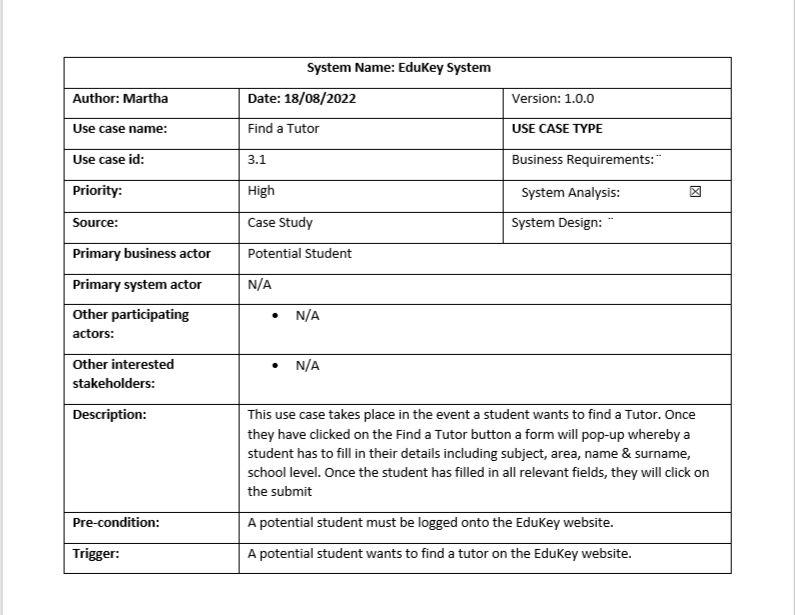 System Name: EduKey System
Author: Martha Date: 18/08/2022 Version: 1.0.0
Use case name: Find a Tutor USE CASE TYPE
Use case id: 3.1 Business Requirements: ¨
Priority: High System Analysis: ☒
Source: Case Study System Design: ¨
Primary business actor Potential Student
Primary system actor N/A
Other participating
actors:
• N/A
Other interested
stakeholders:
• N/A
Description:
This use case takes place in the event a student wants to find a Tutor. Once
they have clicked on the Find a Tutor button a form will pop-up whereby a
student has to fill in their details including subject, area, name & surname,
school level. Once the student has filled in all relevant fields, they will click on
the submit
Pre-condition: A potential student must be logged onto the EduKey website.
Trigger: A potential student wants to find a tutor on the EduKey website.